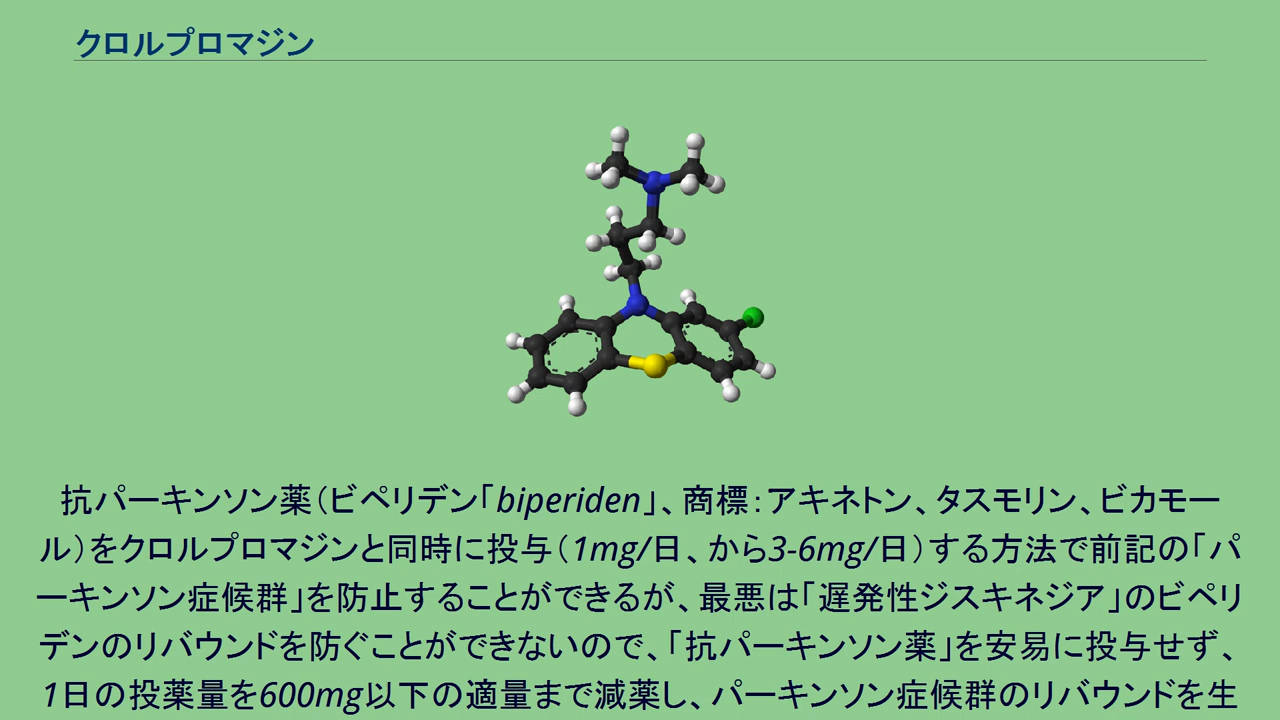 クロルプロマジン
抗パーキンソン薬（ビペリデン「biperiden」、商標：アキネトン、タスモリン、ビカモー
ル）をクロルプロマジンと同時に投与（1mg/日、から3-6mg/日）する方法で前記の「パ
ーキンソン症候群」を防止することができるが、最悪は「遅発性ジスキネジア」のビペリ
デンのリバウンドを防ぐことができないので、「抗パーキンソン薬」を安易に投与せず、
1日の投薬量を600mg以下の適量まで減薬し、パーキンソン症候群のリバウンドを生